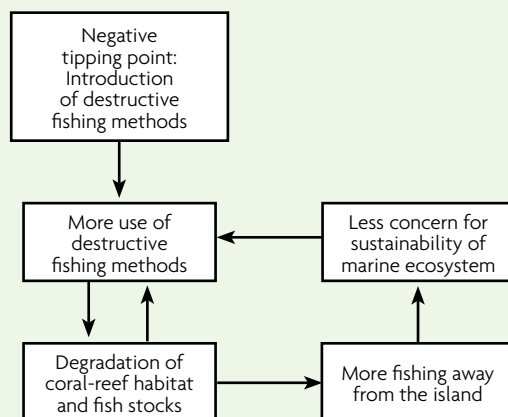 Negative
tipping point:
Introduction
of destructive
fishing methods
More use of
destructive
fishing methods
Less concern for
sustainability of
marine ecosystem
Degradation of
coral-reef habitat
and fish stocks
More fishing away
from the island